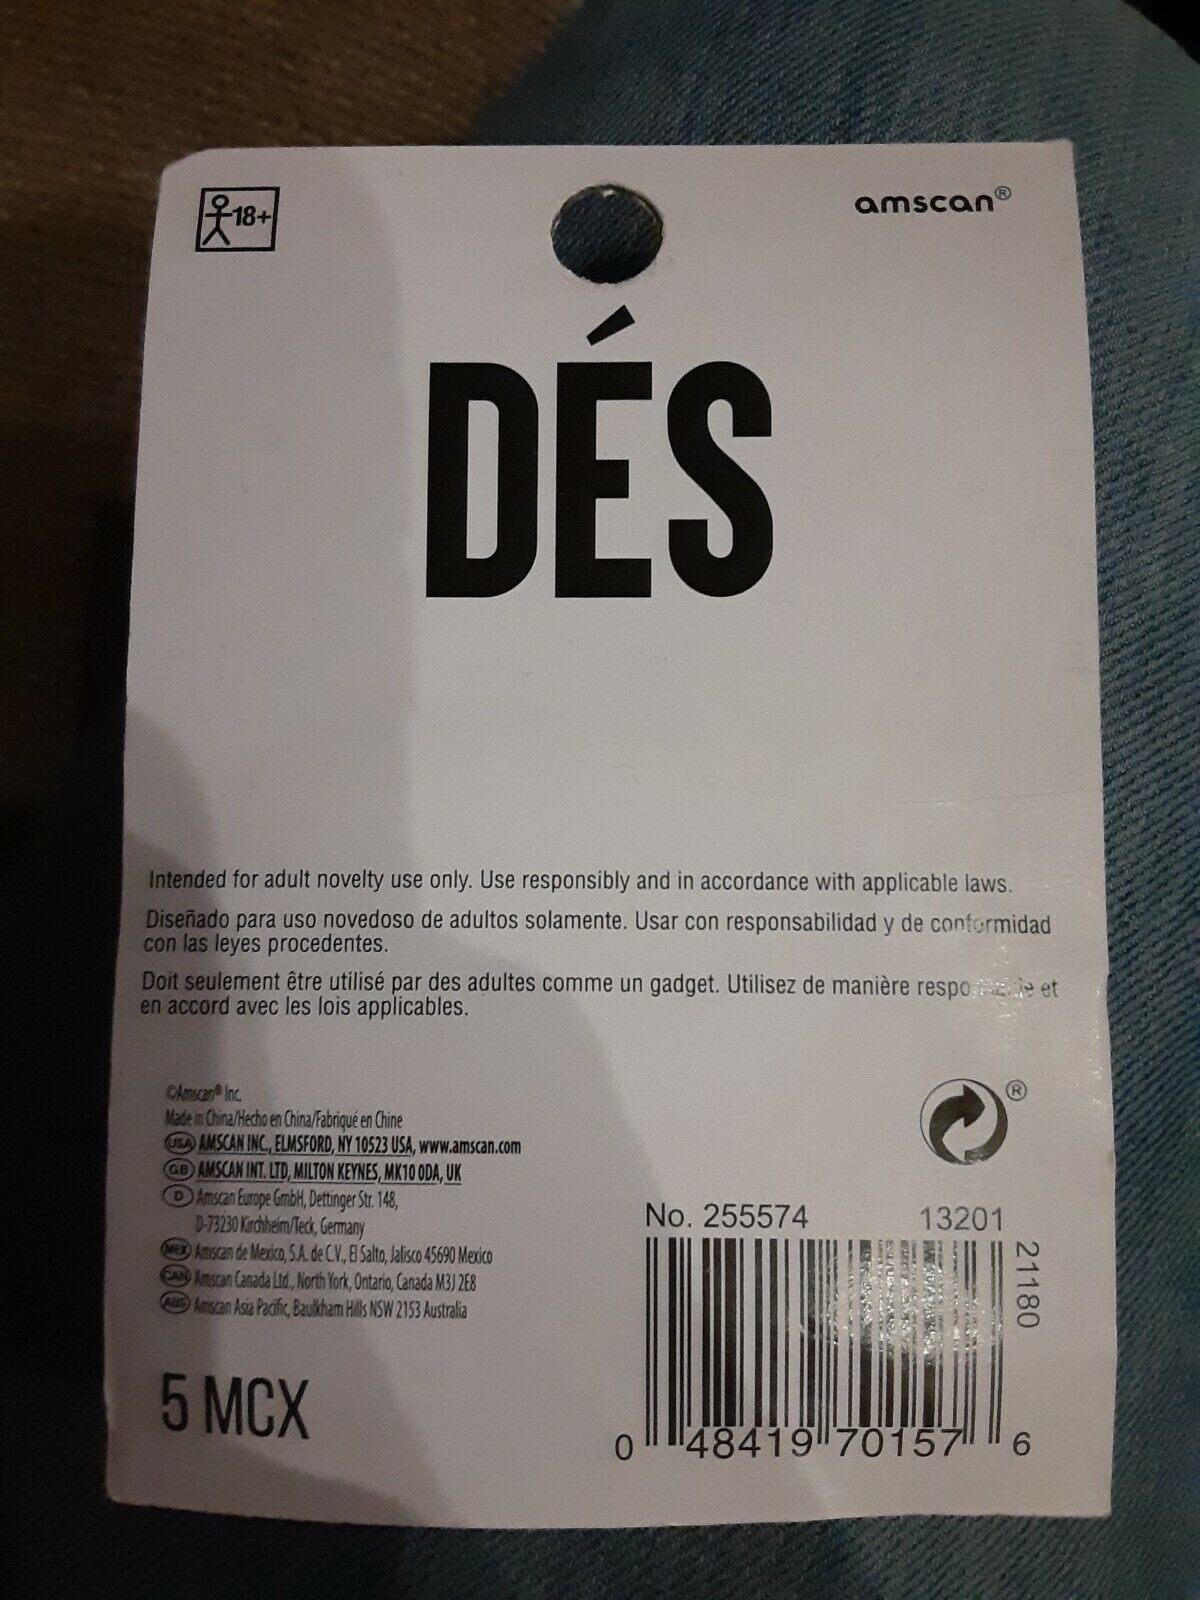 18+
amscan®
DÉS
Intended for adult novelty use only. Use responsibly and in accordance with applicable laws.
Diseñado para uso novedoso de adultos solamente. Usar con responsabilidad y de conformidad
con las leyes procedentes.
Doit seulement être utilisé par des adultes comme un gadget. Utilisez de manière et
en accord avec les lois applicables.
©Amscan® Inc.
Made in China/Hecho en China/Fabriqué en Chine
USA AMSCAN INC., ELMSFORD, NY 10523 USA, www.amscan.com
GB AMSCAN INT. LTD, MILTON KEYNES, MK10 0DA, UK
D Amscan Europe GmbH, Dettinger Str. 148,
D-73230 Kirchheim/Teck, Germany
MEX Amscan de Mexico, S.A. de C.V., El Salto, Jalisco 45690 Mexico
CAN Amscan Canada Ltd., North York, Ontario, Canada M3J 2E8
AUS Amscan Asia Pacific, Baulkham Hills NSW 2153 Australia
5 MCX
®
No. 255574 13201
21180
0 48419 70157 6